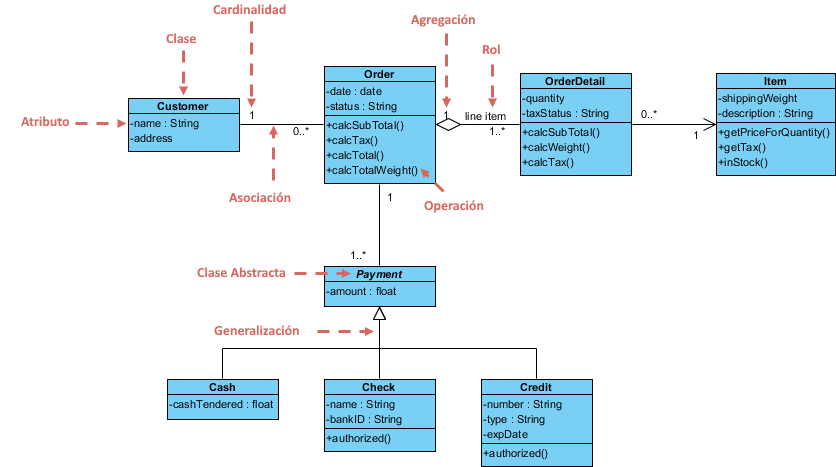 Cardinalidad
Agregación
Clase
Rol
Atributo
Customer
-name : String
-address
1
0..*
Asociación
Order
-date : date
-status : String
+calcSubTotal()
+calcTax()
+calcTotal()
+calcTotalWeight()
Operación
1
line item
1..*
OrderDetail
-quantity
-taxStatus : String
+calcSubTotal()
+calcWeight()
+calcTax()
0..*
1
Item
-shippingWeight
-description : String
+getPriceForQuantity()
+getTax()
+inStock()
1
1..*
Clase Abstracta
Payment
-amount : float
Generalización
Cash
-cashTendered : float
Check
-name : String
-bankID : String
+authorized()
Credit
-number : String
-type : String
-expDate
+authorized()